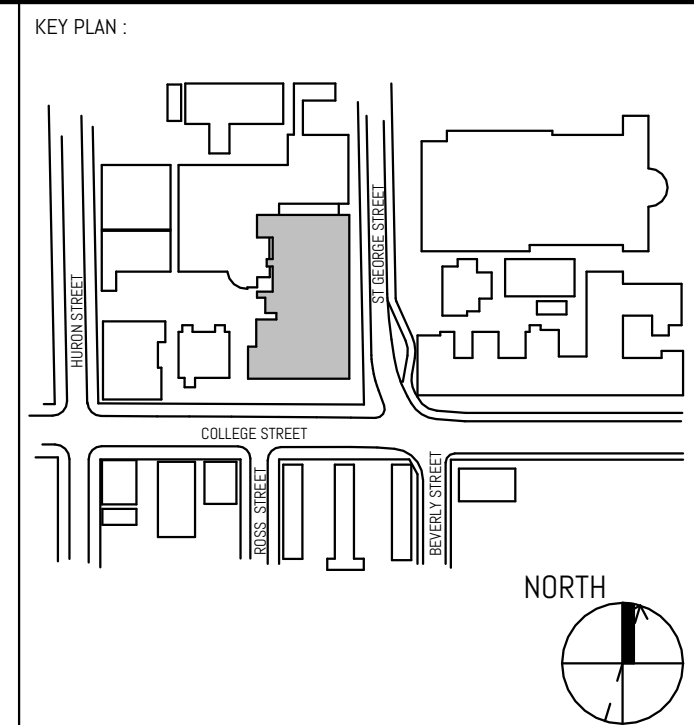 KEY PLAN :
HURON STREET
ST GEORGE STREET
COLLEGE STREET
ROSS STREET
BEVERLY STREET
NORTH